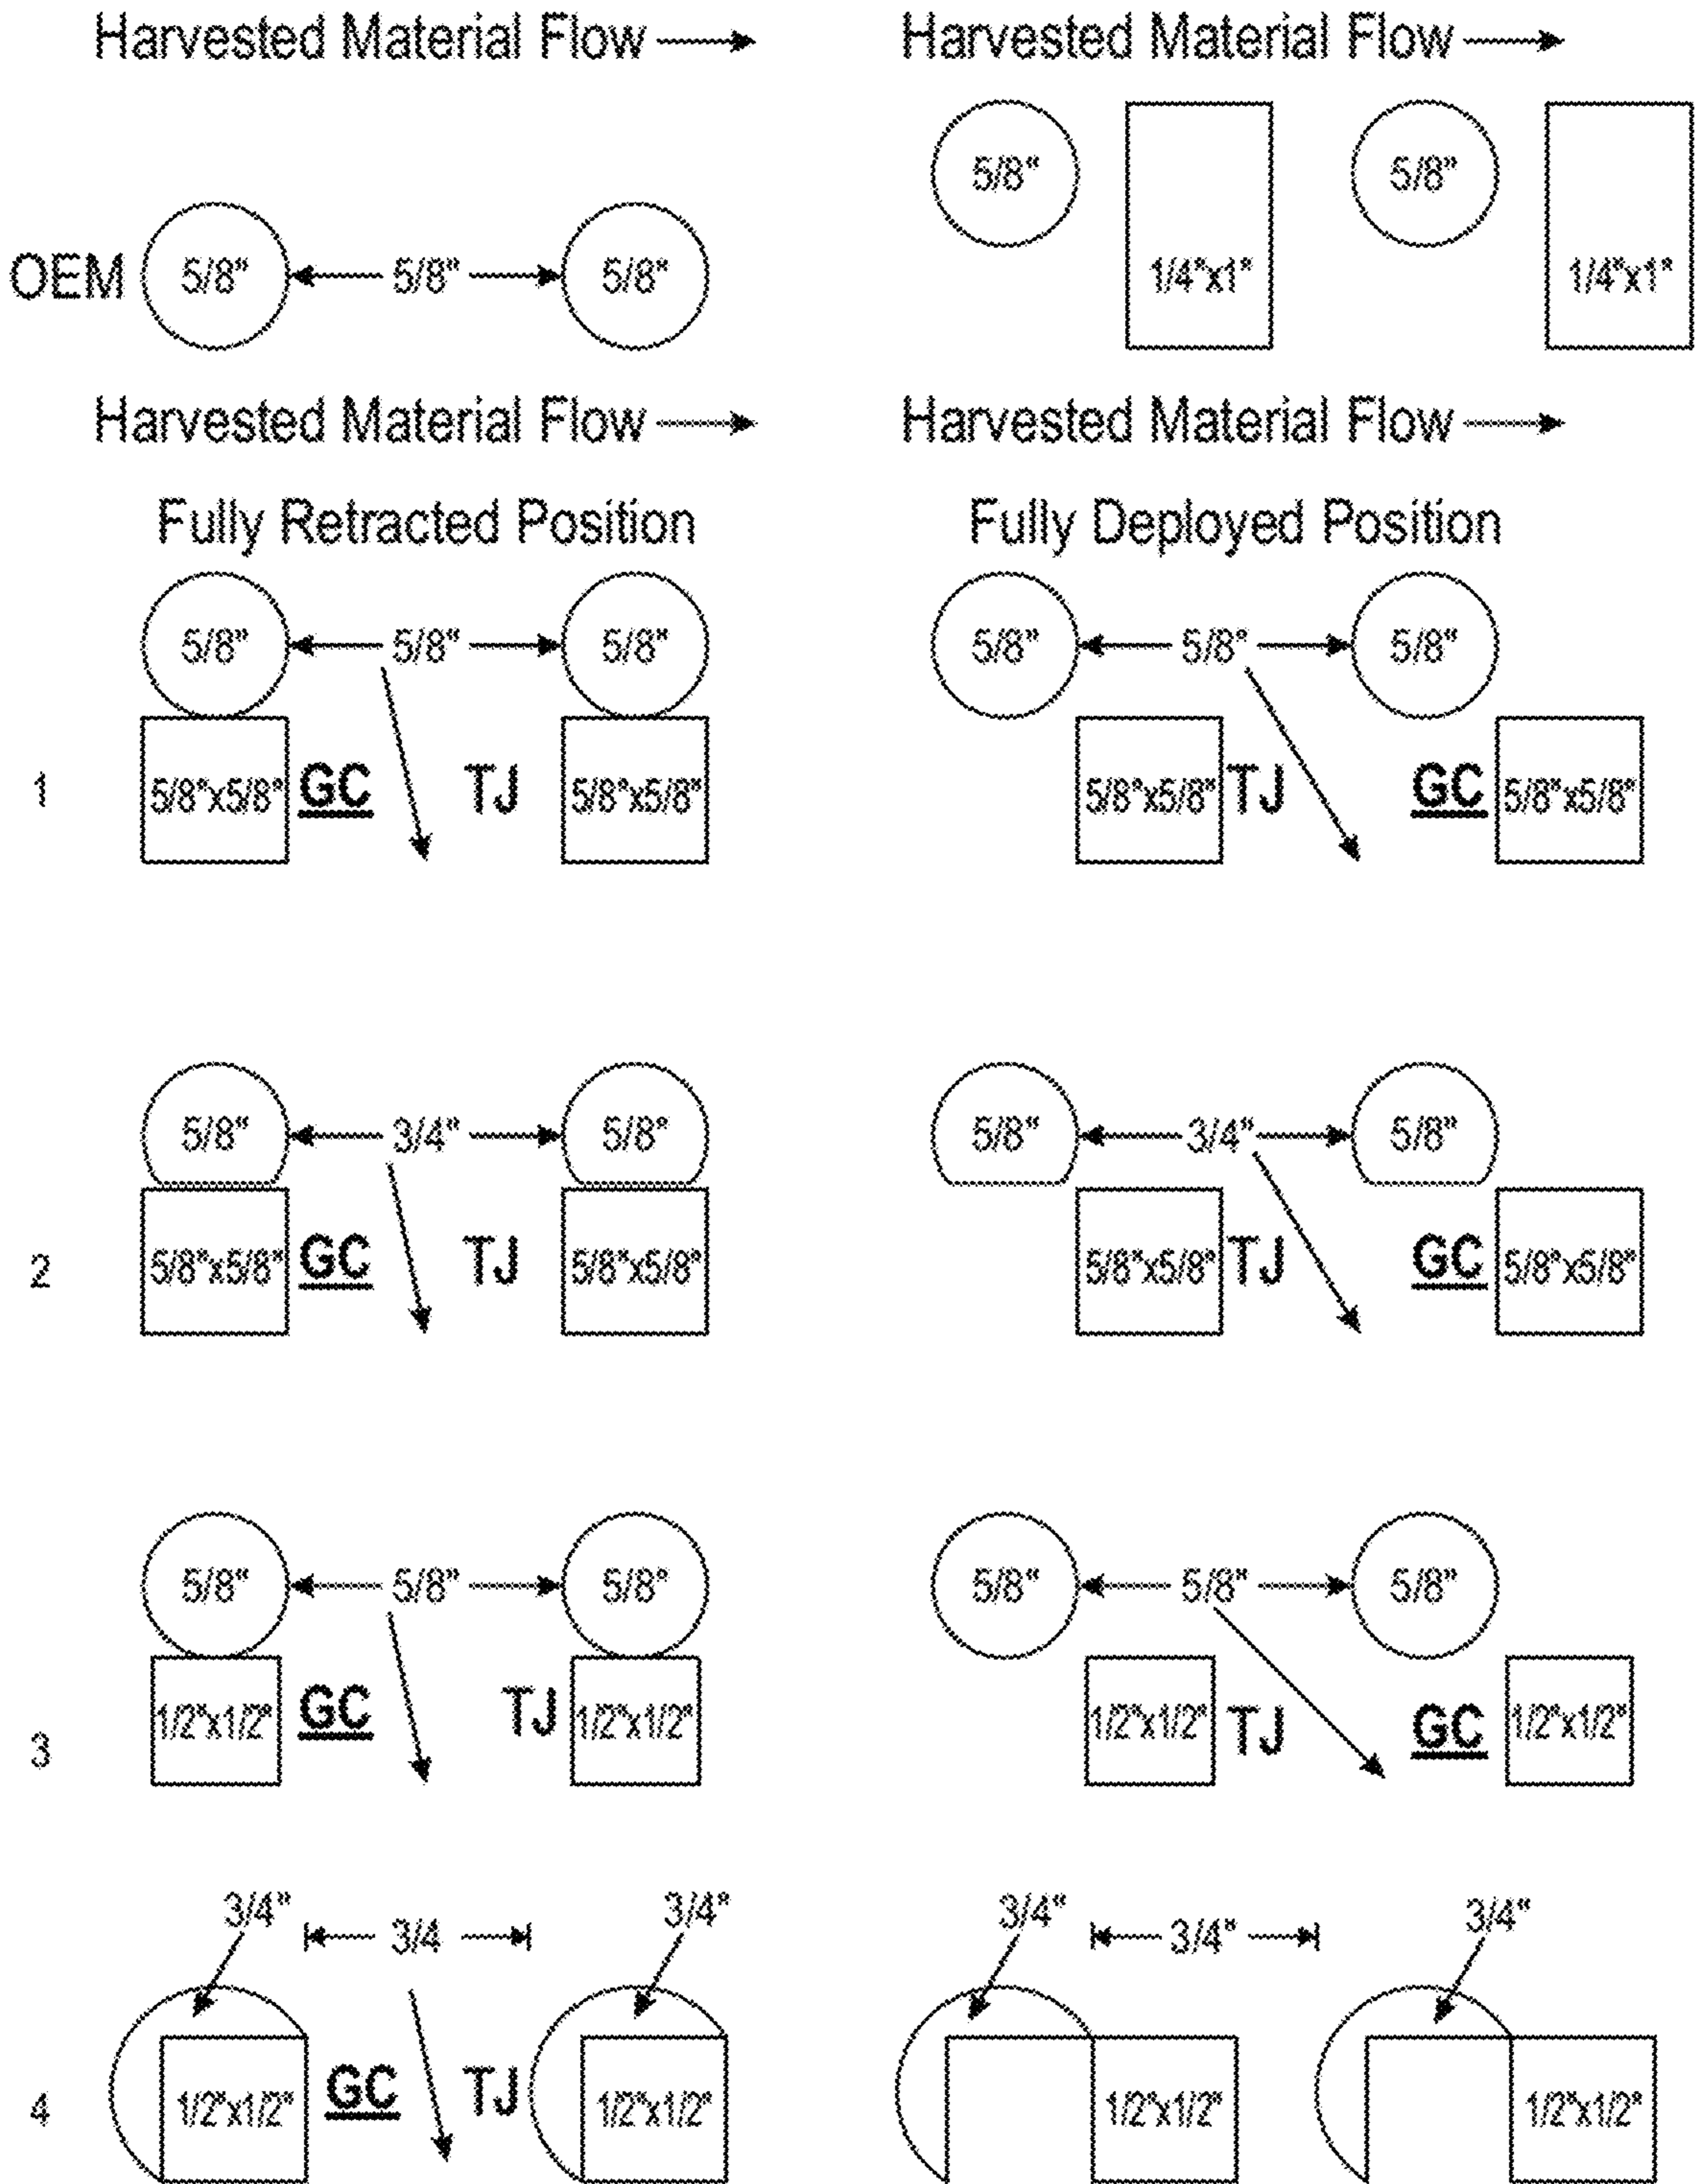 Harvested Material Flow Harvested Material Flow
5/8" 5/8"
OEM 5/8" 5/8" 5/8" 1/4"x1" 1/4"x1"
Harvested Material Flow Harvested Material Flow
Fully Retracted Position Fully Deployed Position
5/8" 5/8" 5/8" 5/8" 5/8" 5/8"
1 5/8"x5/8" GC TJ 5/8"x5/8" 5/8"x5/8" TJ GC 5/8"x5/8"
5/8" 3/4" 5/8" 5/8" 3/4" 5/8"
2 5/8"x5/8" GC TJ 5/8"x5/8" 5/8"x5/8" TJ GC 5/8"x5/8"
5/8" 5/8" 5/8" 5/8" 5/8" 5/8"
3 1/2"x1/2" GC TJ 1/2"x1/2" 1/2"x1/2" TJ GC 1/2"x1/2"
3/4" 3/4 3/4" 3/4" 3/4" 3/4"
4 1/2"x1/2" GC TJ 1/2"x1/2" 1/2"x1/2" 1/2"x1/2"